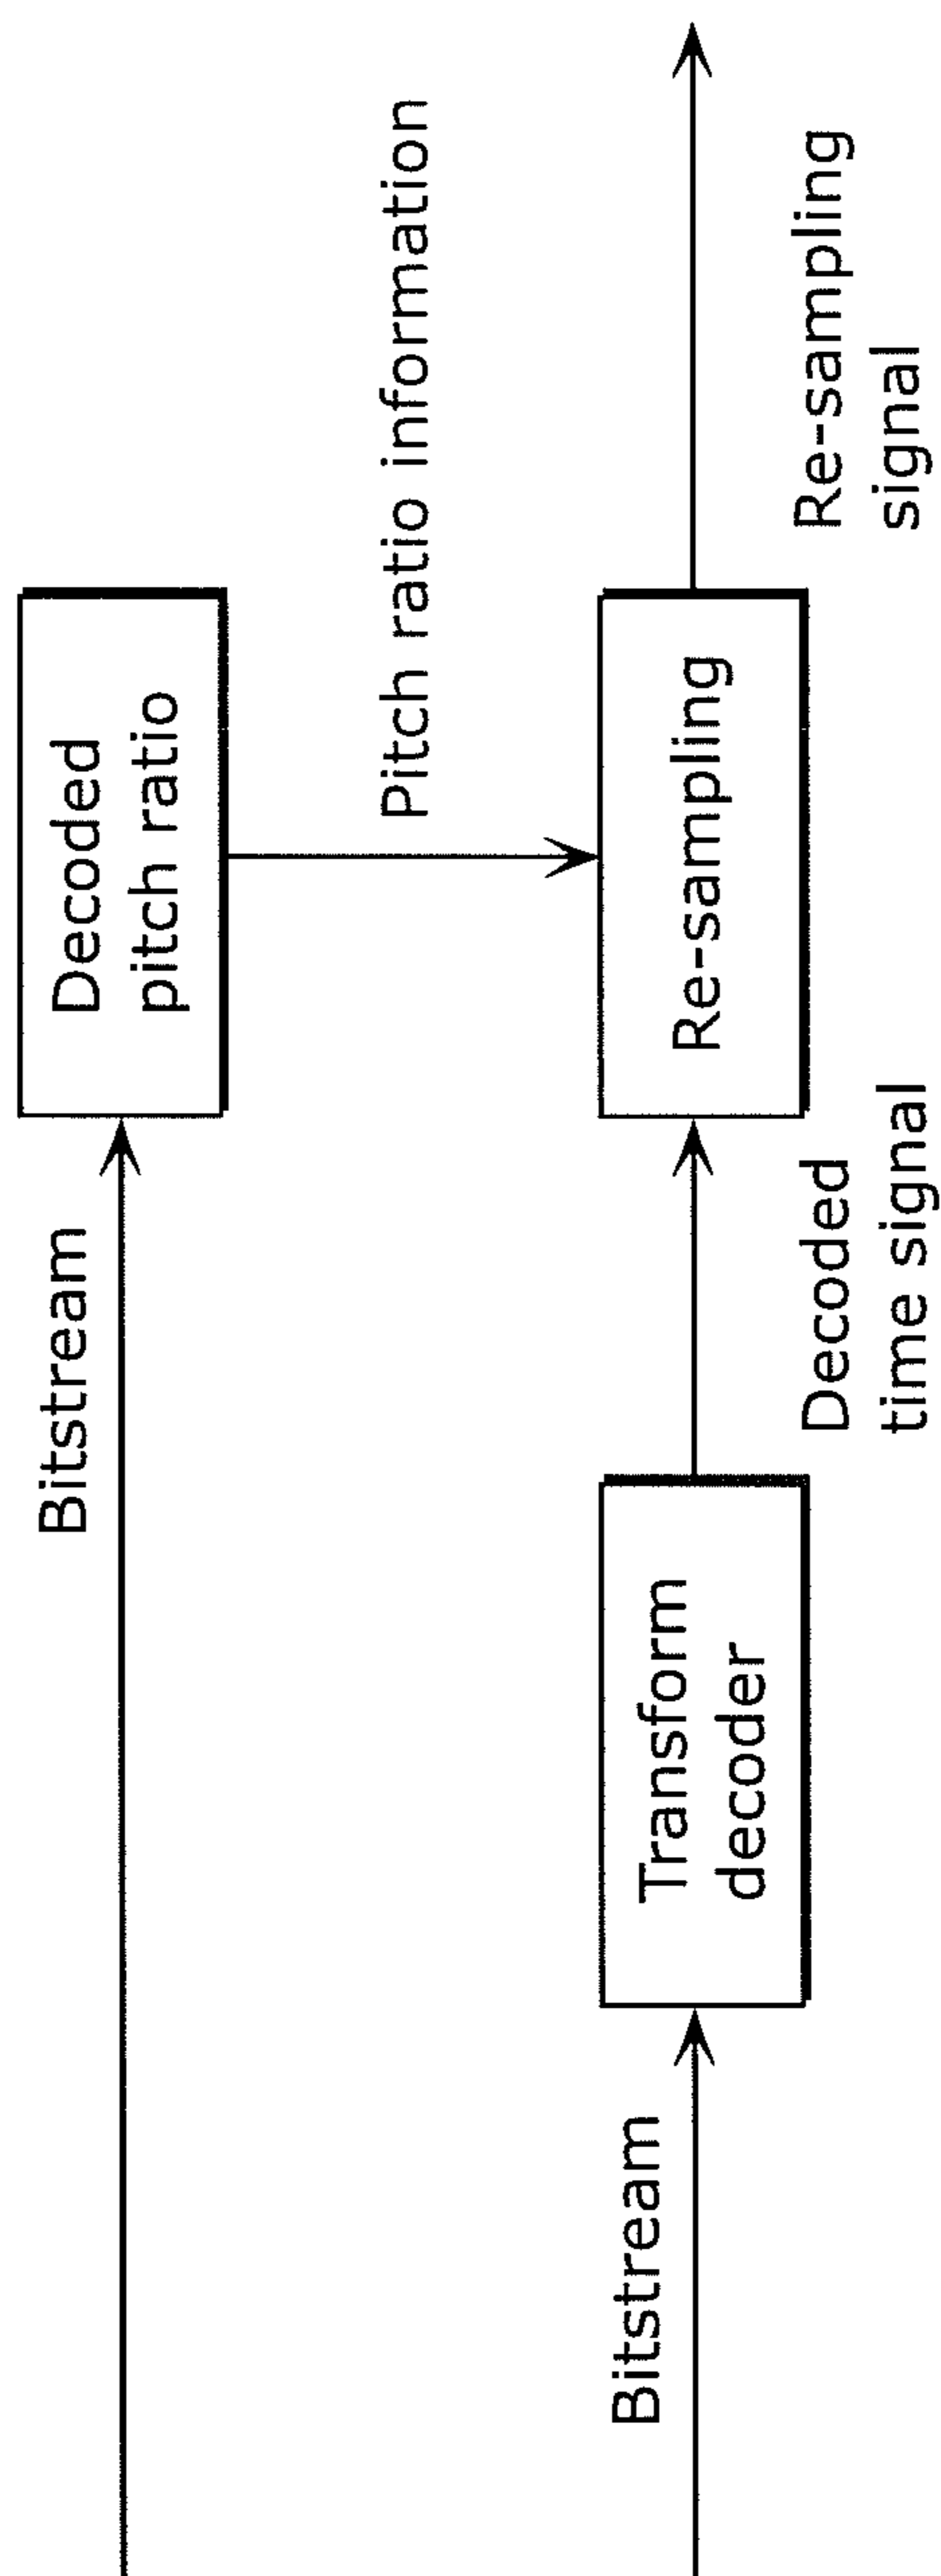 Bitstream
Decoded
pitch ratio
Pitch ratio information
Bitstream
Transform
decoder
Decoded
time signal
Re-sampling
Re-sampling
signal